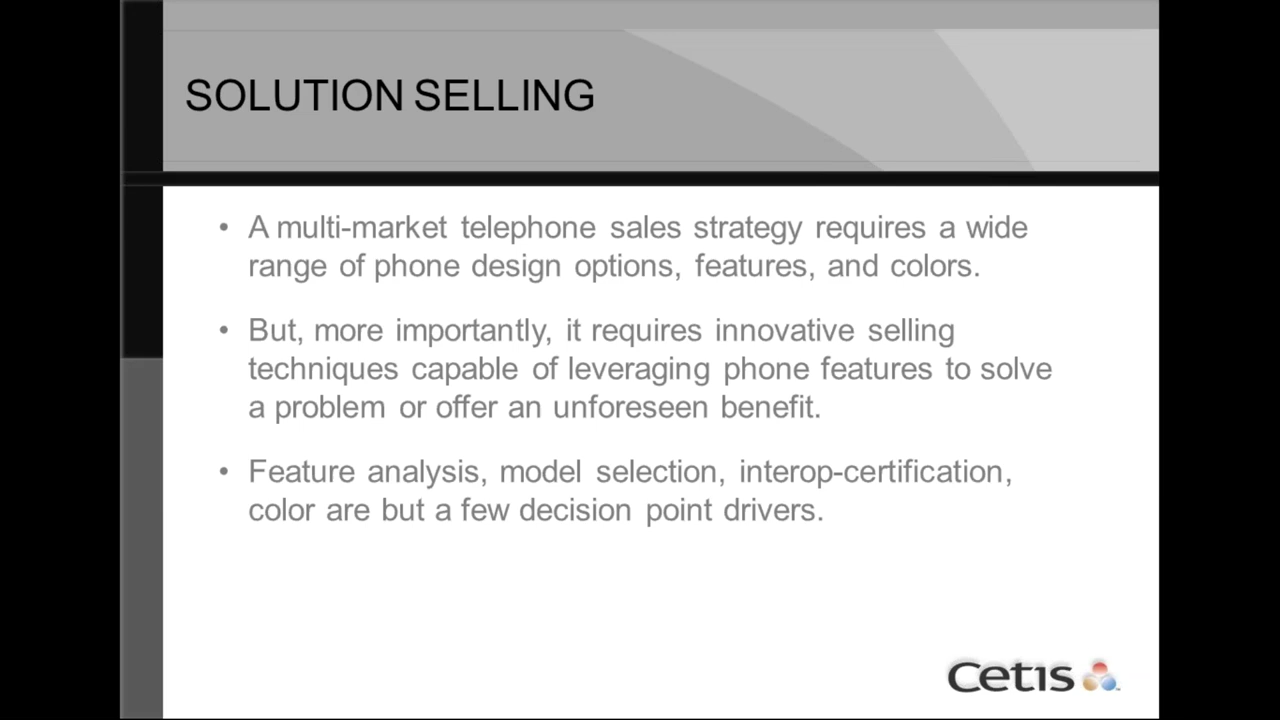 SOLUTION SELLING
• A multi-market telephone sales strategy requires a wide
range of phone design options, features, and colors.
• But, more importantly, it requires innovative selling
techniques capable of leveraging phone features to solve
a problem or offer an unforeseen benefit.
• Feature analysis, model selection, interop-certification,
color are but a few decision point drivers.
Cetis